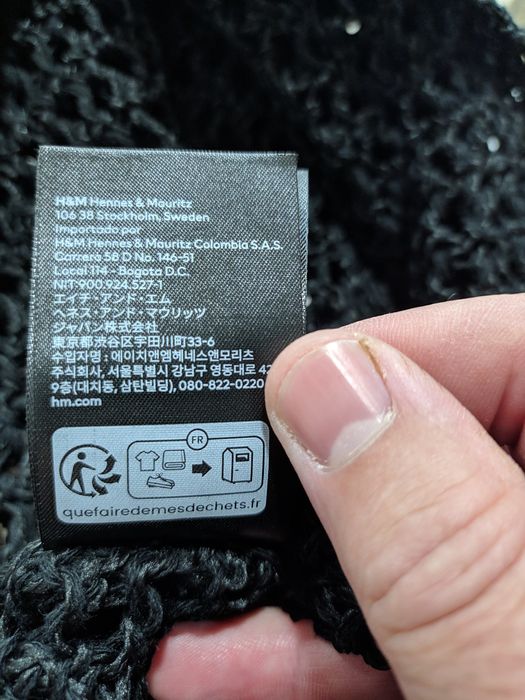 H&M Hennes & Mauritz
106 38 Stockholm, Sweden
Importado por
H&M Hennes & Mauritz Colombia S.A.S.
Carrera 58 D No. 146-51
Local 114 - Bogota D.C.
NIT 900.924.527-1
エイチ・アンド・エム
ヘネス・アンド・マウリッツ
ジャパン株式会社
東京都渋谷区宇田川町33-6
수입자명 : 에이치앤엠헤네스앤모리츠
주식회사, 서울특별시 강남구 영동대로
9층(대치동, 삼탄빌딩), 080-822-0220
hm.com
FR
quefairedemesdechets.fr